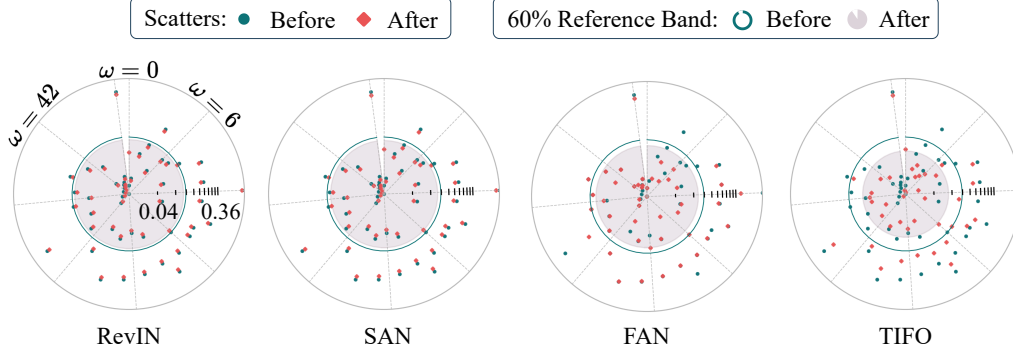 Scatters: Before After
60% Reference Band: Before After
ω = 0
ω = 42
ω = 6
0.04 0.36
RevIN SAN FAN TIFO